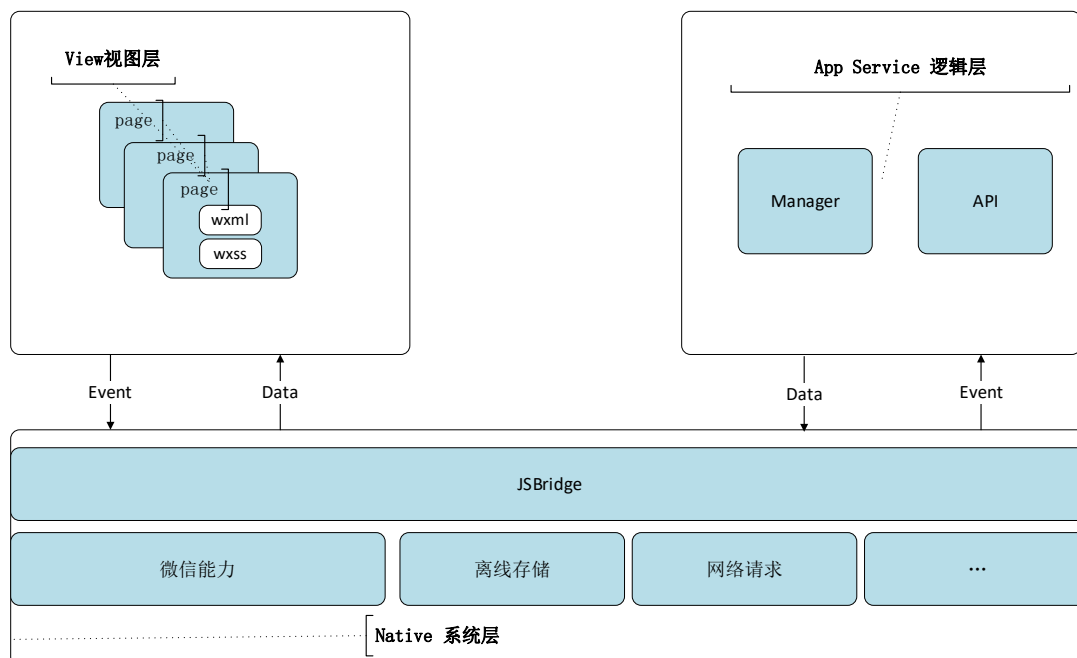 View视图层
page
page
page
wxml
wxss
App Service 逻辑层
Manager
API
Event
Data
Data
Event
JSBridge
微信能力
离线存储
网络请求
…
Native 系统层